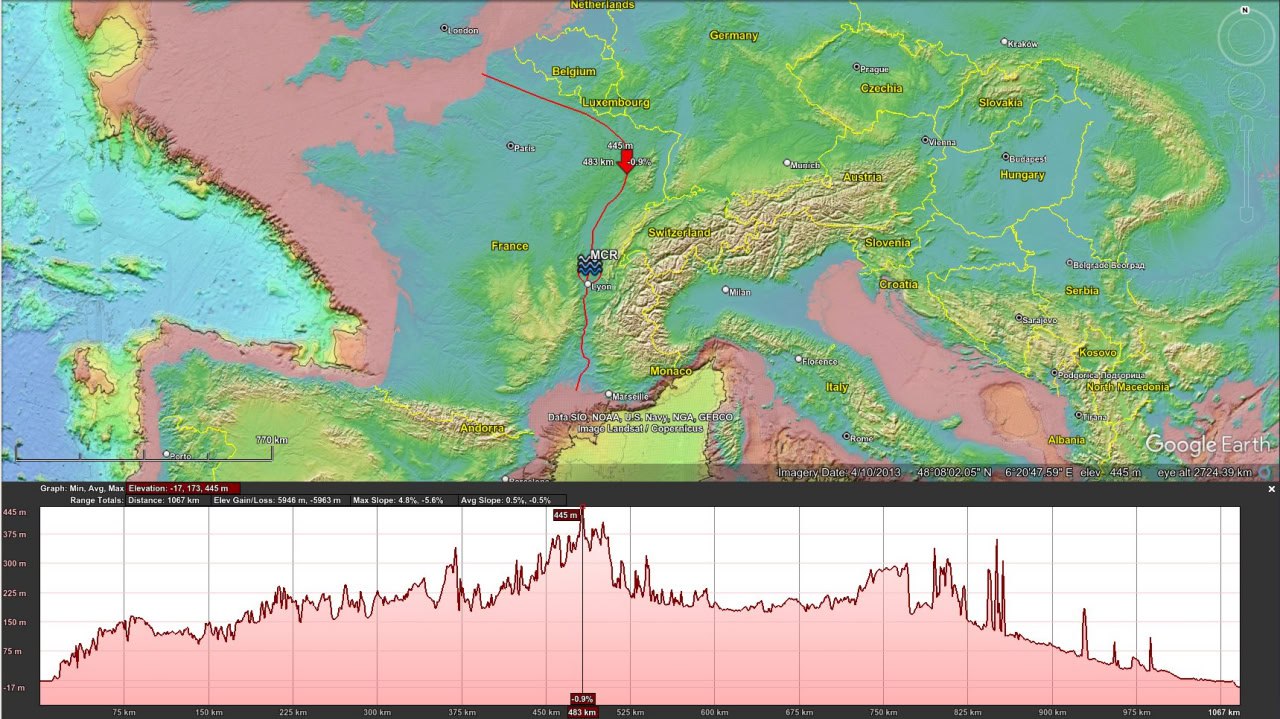 Netherlands
London
Germany
Kraków
N
Belgium
Prague
Czechia
Luxembourg
Slovakia
Paris
445 m
483 km -0.9%
Vienna
Munich
Budapest
Hungary
Austria
France
Switzerland
Slovenia
MCR
Belgrade Београд
Lyon
Milan
Croatia
Serbia
Sarajevo
Florence
Kosovo
Monaco
Podgorica Подгорица
Italy
North Macedonia
Marseille
Data SIO, NOAA, U.S. Navy, NGA, GEBCO
Image Landsat / Copernicus
Tirana
Andorra
770 km
Rome
Albania
Google Earth
Porto
Imagery Date: 4/10/2013 48°08'02.05" N 6°20'47.59" E elev 445 m eye alt 2724.39 km
Barcelona
Graph: Min, Avg, Max Elevation: -17, 173, 445 m
Range Totals: Distance: 1067 km Elev Gain/Loss: 5946 m, -5963 m Max Slope: 4.8%, -5.6% Avg Slope: 0.5%, -0.5%
445 m
445 m
375 m
300 m
225 m
150 m
75 m
-17 m
-0.9%
75 km 150 km 225 km 300 km 375 km 450 km 483 km 525 km 600 km 675 km 750 km 825 km 900 km 975 km 1067 km